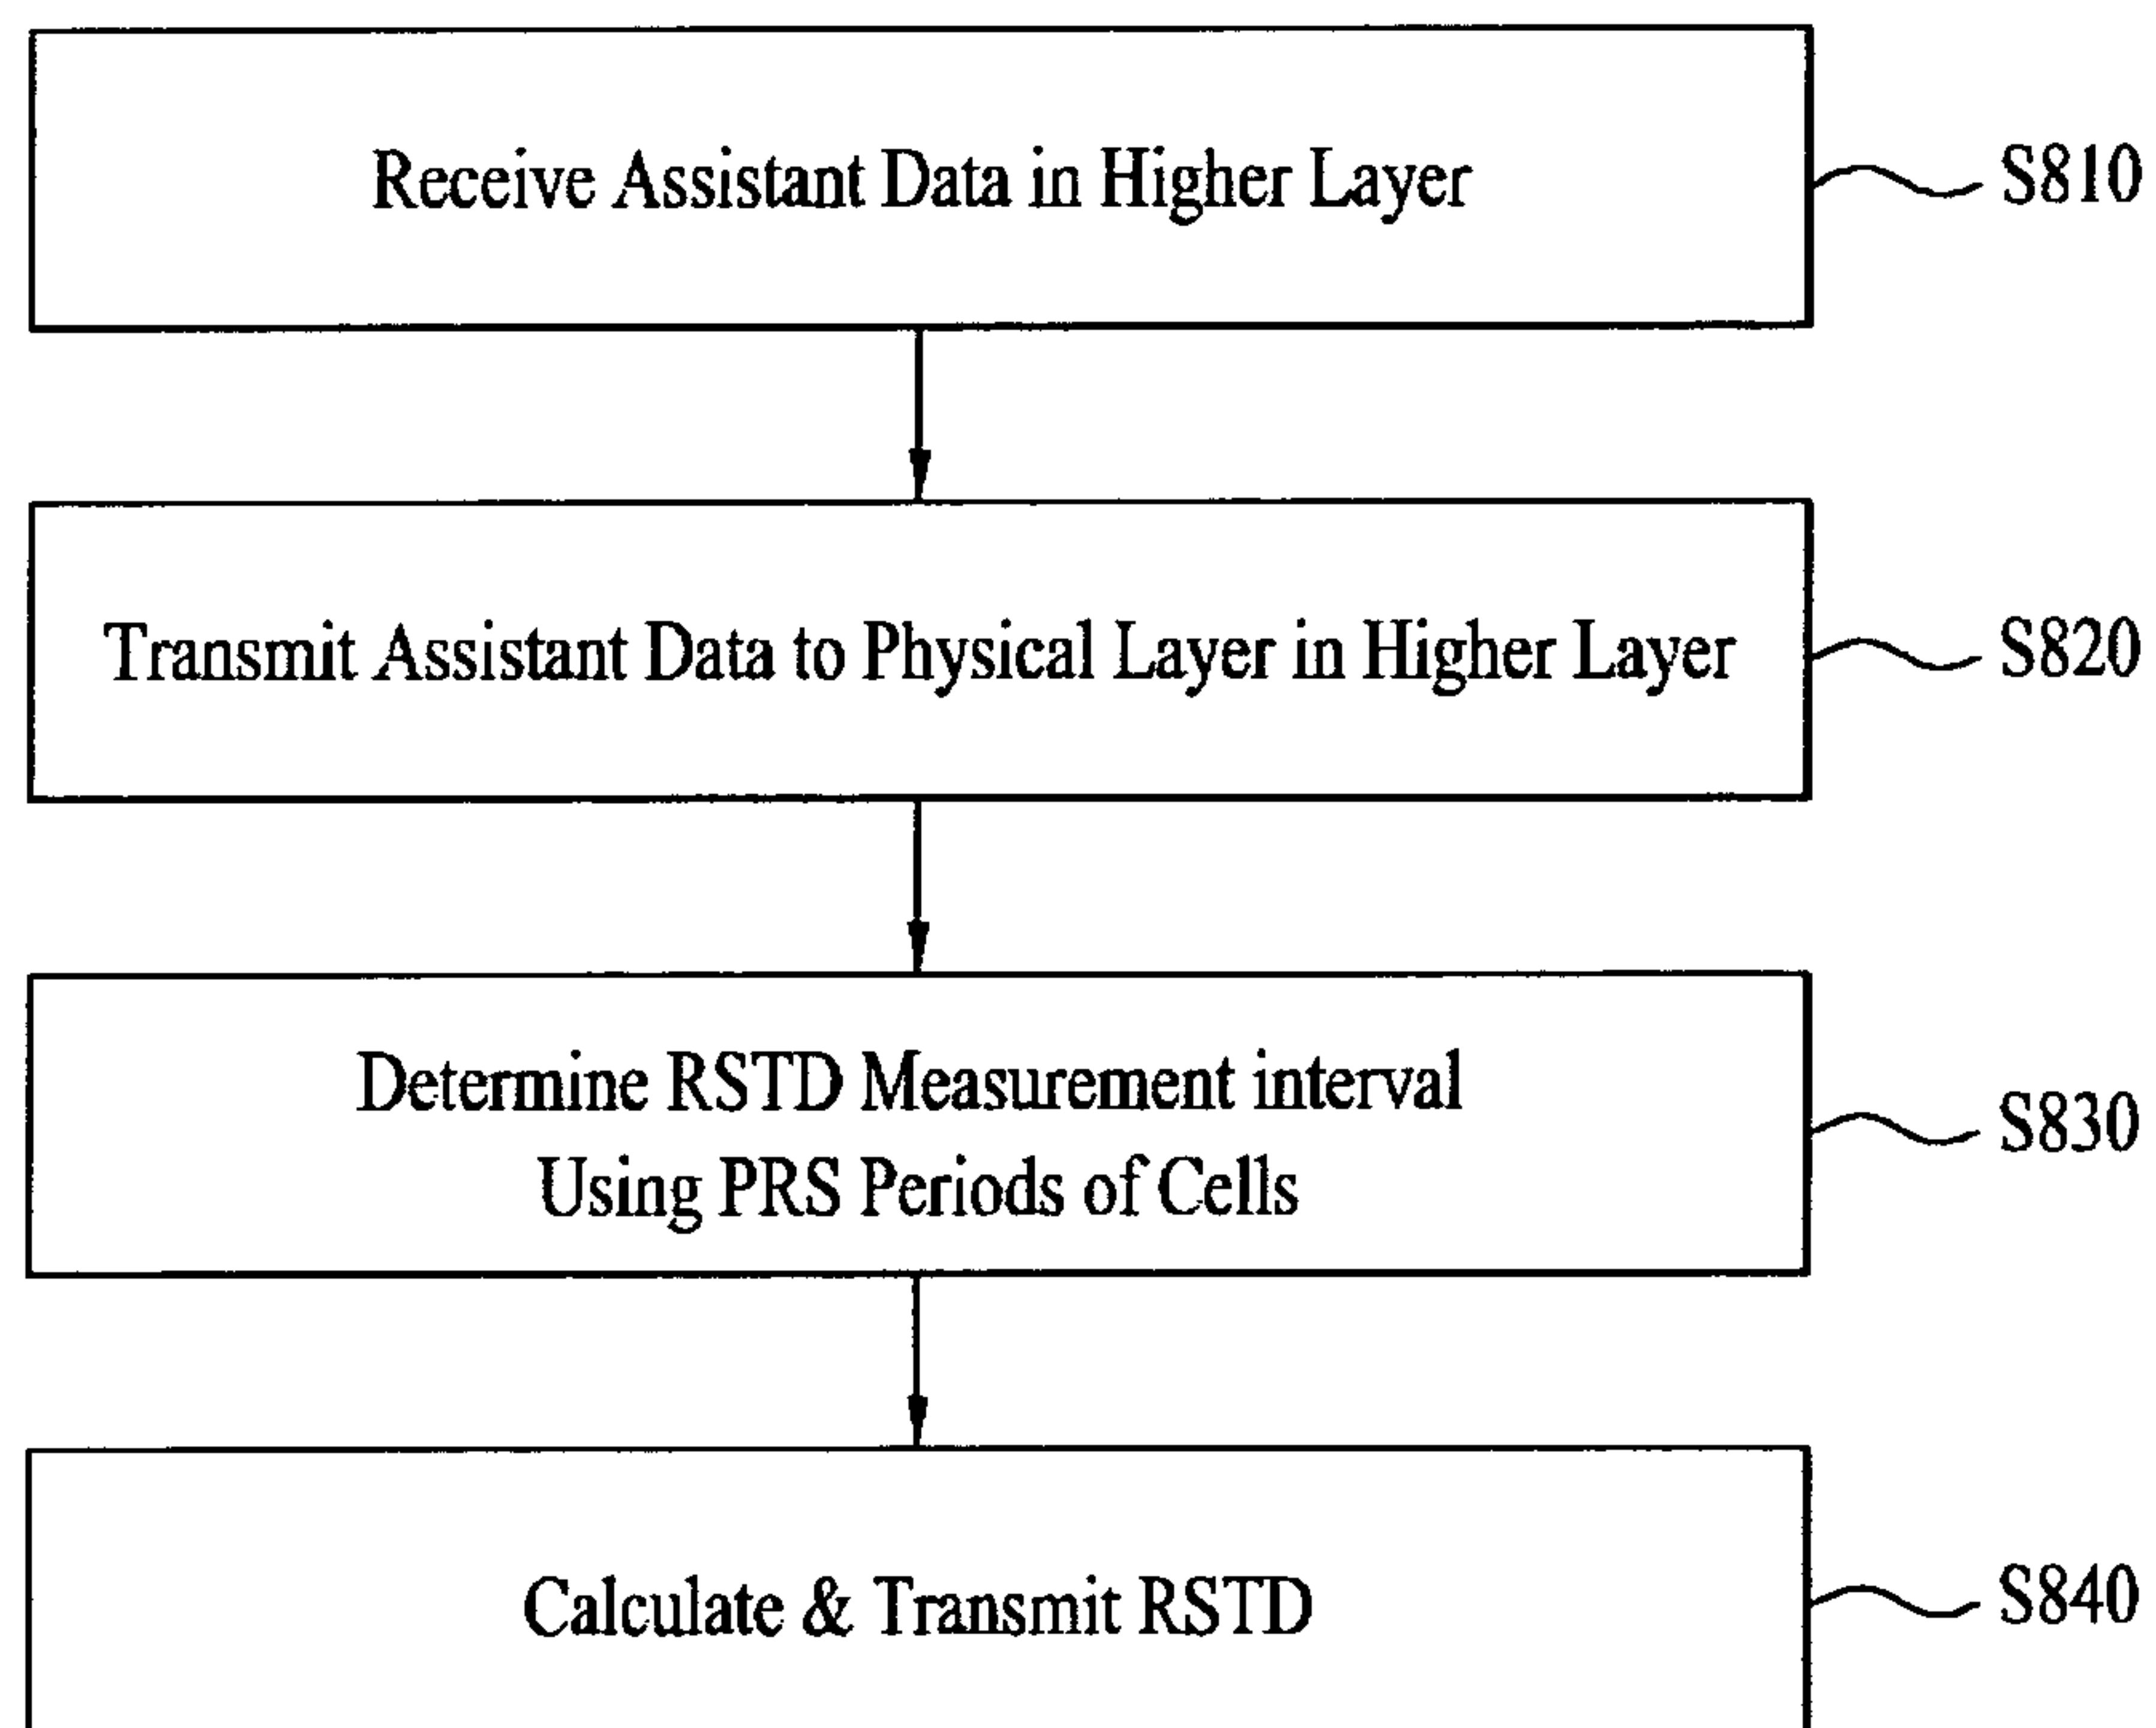 Receive Assistant Data in Higher Layer
S810
Transmit Assistant Data to Physical Layer in Higher Layer
S820
Determine RSTD Measurement interval
Using PRS Periods of Cells
S830
Calculate & Transmit RSTD
S840